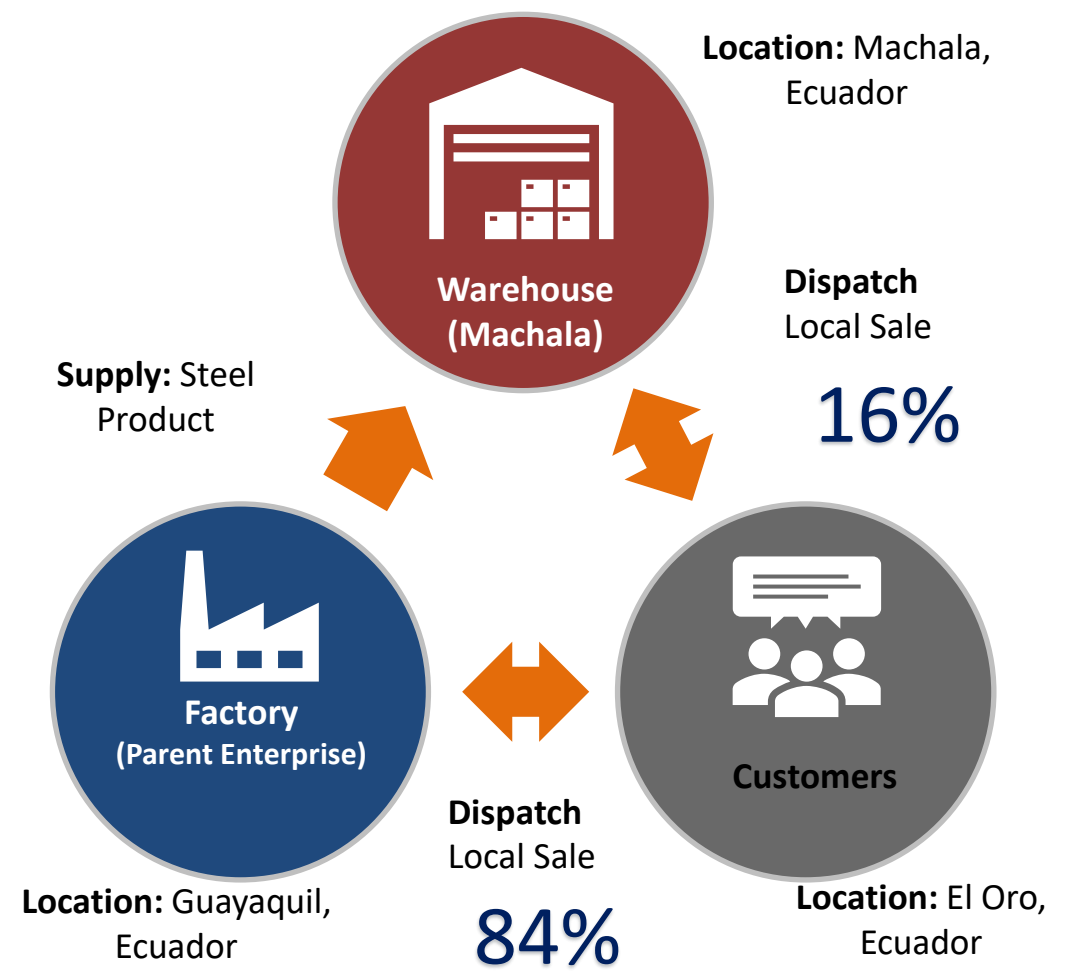 Location: Machala,
Ecuador
Warehouse
(Machala)
Dispatch
Local Sale
16%
Supply: Steel
Product
Factory
(Parent Enterprise)
Customers
Dispatch
Local Sale
84%
Location: Guayaquil,
Ecuador
Location: El Oro,
Ecuador